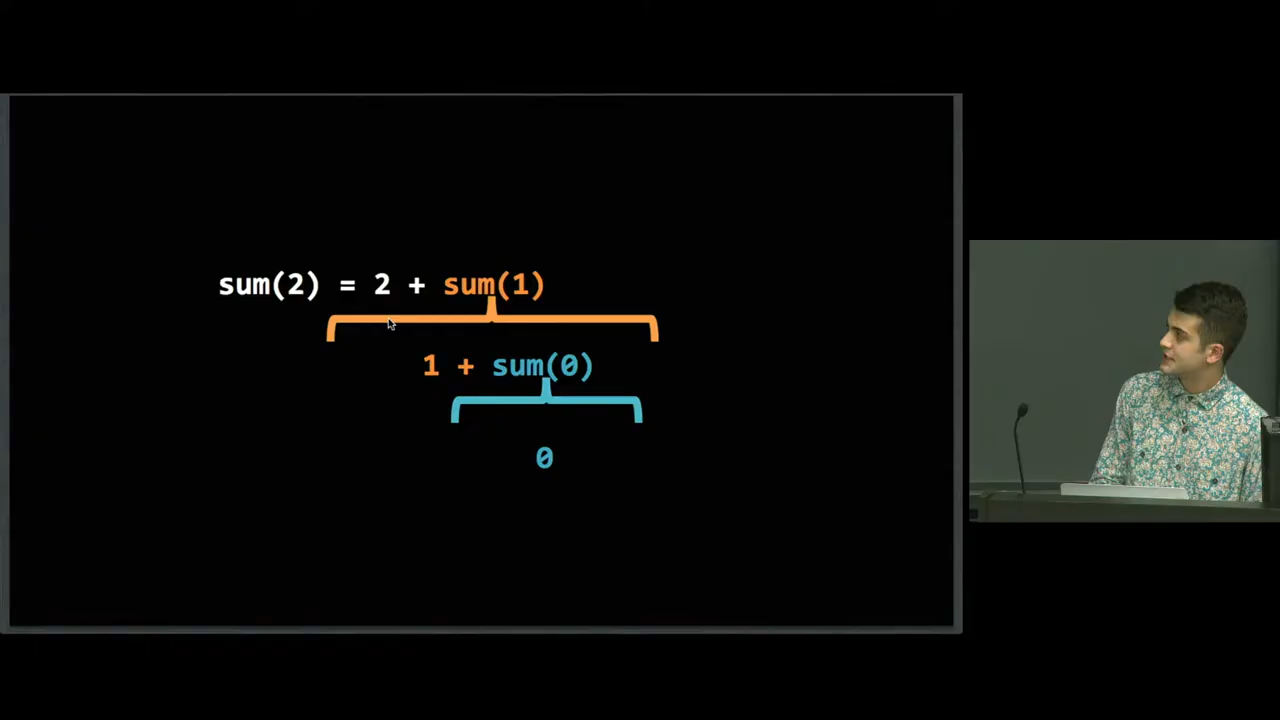 sum(2) = 2 + sum(1)
1 + sum(0)
0